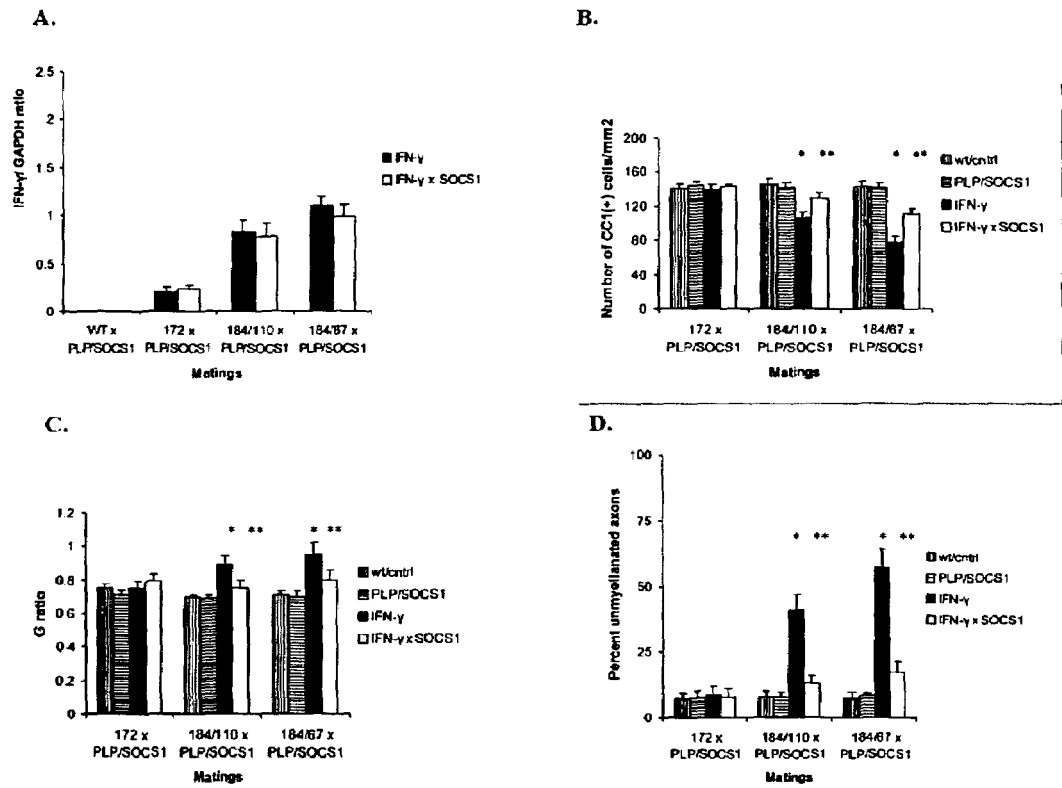 A.
IFN-γ/ GAPDH ratio
2.5
2
1.5
1
0.5
0
WT x
PLP/SOCS1
172 x
PLP/SOCS1
184/110 x
PLP/SOCS1
184/67 x
PLP/SOCS1
Matings
IFN-γ
IFN-γ x SOCS1
B.
Number of CC1(+) cells/mm2
200
160
120
80
40
0
* **
* **
172 x
PLP/SOCS1
184/110 x
PLP/SOCS1
184/67 x
PLP/SOCS1
Matings
wt/cntrl
PLP/SOCS1
IFN-γ
IFN-γ x SOCS1
C.
G ratio
1.2
1
0.8
0.6
0.4
0.2
0
* **
* **
172 x
PLP/SOCS1
184/110 x
PLP/SOCS1
184/67 x
PLP/SOCS1
Matings
wt/cntrl
PLP/SOCS1
IFN-γ
IFN-γ x SOCS1
D.
Percent unmyelianated axons
100
75
50
25
0
* **
* **
172 x
PLP/SOCS1
184/110 x
PLP/SOCS1
184/67 x
PLP/SOCS1
Matings
wt/cntrl
PLP/SOCS1
IFN-γ
IFN-γ x SOCS1